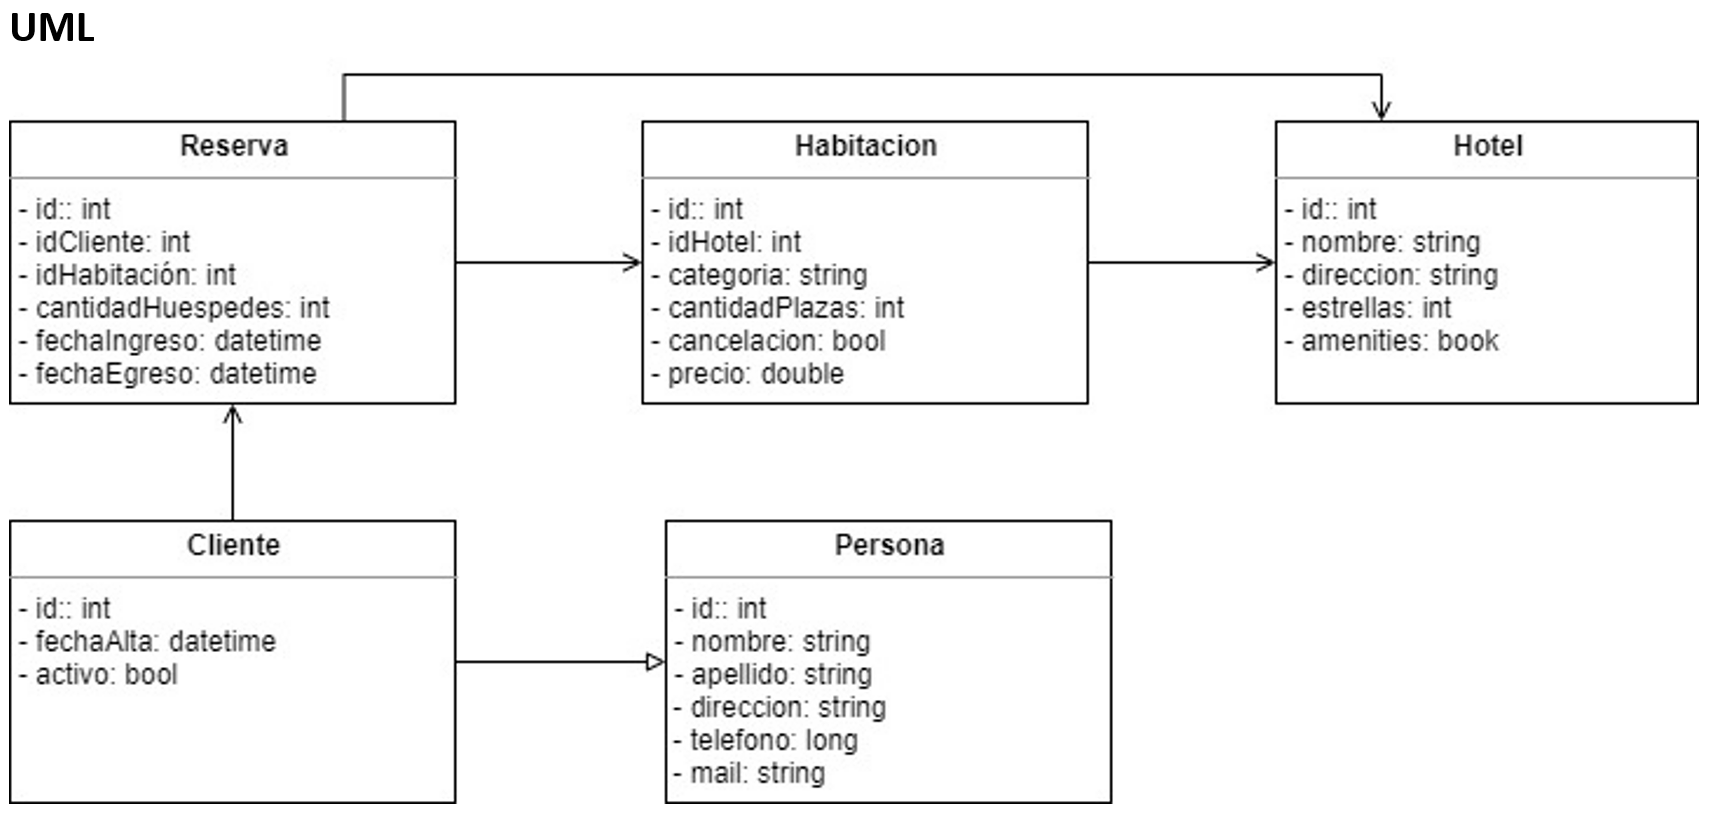 UML
Reserva
- id:: int
- idCliente: int
- idHabitación: int
- cantidadHuespedes: int
- fechaIngreso: datetime
- fechaEgreso: datetime
Habitacion
- id:: int
- idHotel: int
- categoria: string
- cantidadPlazas: int
- cancelacion: bool
- precio: double
Hotel
- id:: int
- nombre: string
- direccion: string
- estrellas: int
- amenities: book
Cliente
- id:: int
- fechaAlta: datetime
- activo: bool
Persona
- id:: int
- nombre: string
- apellido: string
- direccion: string
- telefono: long
- mail: string